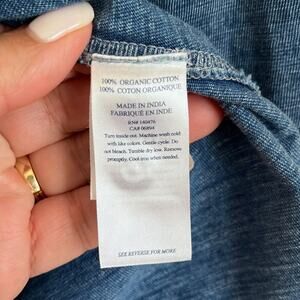 100% ORGANIC COTTON
100% COTON ORGANIQUE
MADE IN INDIA
FABRIQUÉ EN INDE
RN# 140476
CA# 06894
Turn inside out. Machine wash cold
with like colors. Gentle cycle. Do
not bleach. Tumble dry low. Remove
promptly. Cool iron when needed.
SEE REVERSE FOR MORE